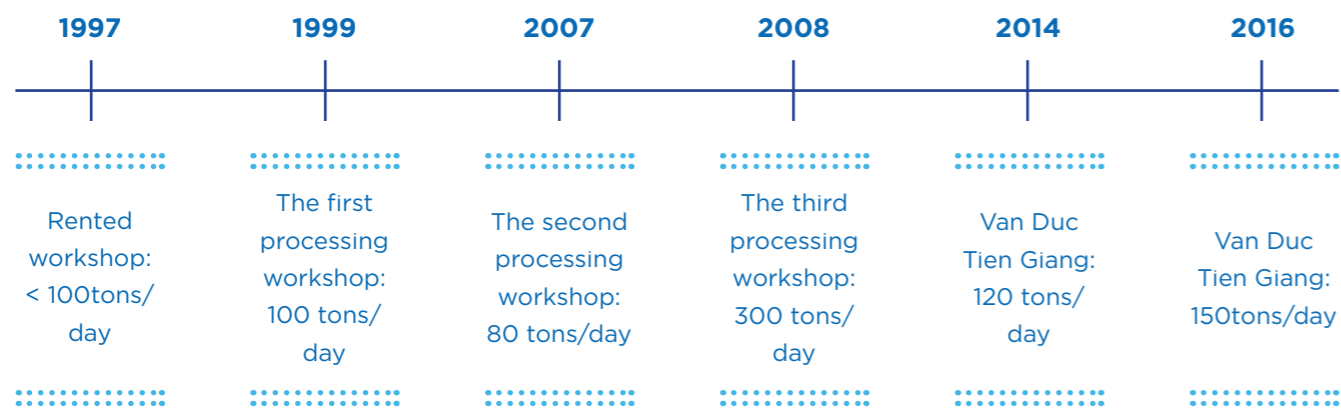 1997
1999
2007
2008
2014
2016
Rented
workshop:
< 100tons/
day
The first
processing
workshop:
100 tons/
day
The second
processing
workshop:
80 tons/day
The third
processing
workshop:
300 tons/
day
Van Duc
Tien Giang:
120 tons/
day
Van Duc
Tien Giang:
150tons/day